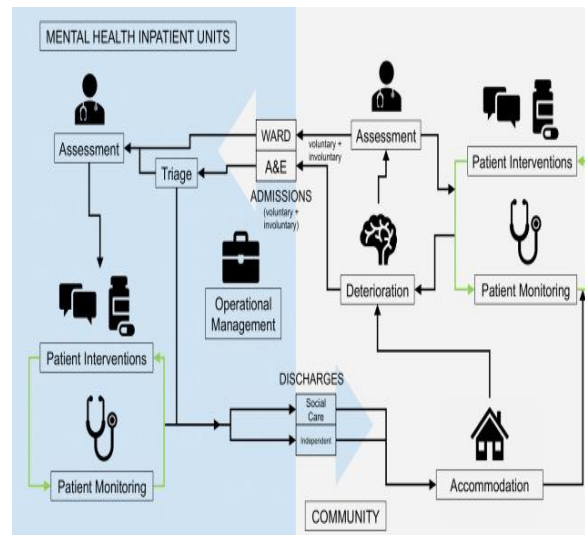 MENTAL HEALTH INPATIENT UNITS
Assessment
Triage
WARD
A&E
ADMISSIONS
(voluntary +
involuntary)
voluntary +
involuntary
Assessment
Patient Interventions
Operational
Management
Deterioration
Patient Monitoring
Patient Interventions
Patient Monitoring
DISCHARGES
Social
Care
Independent
Accommodation
COMMUNITY